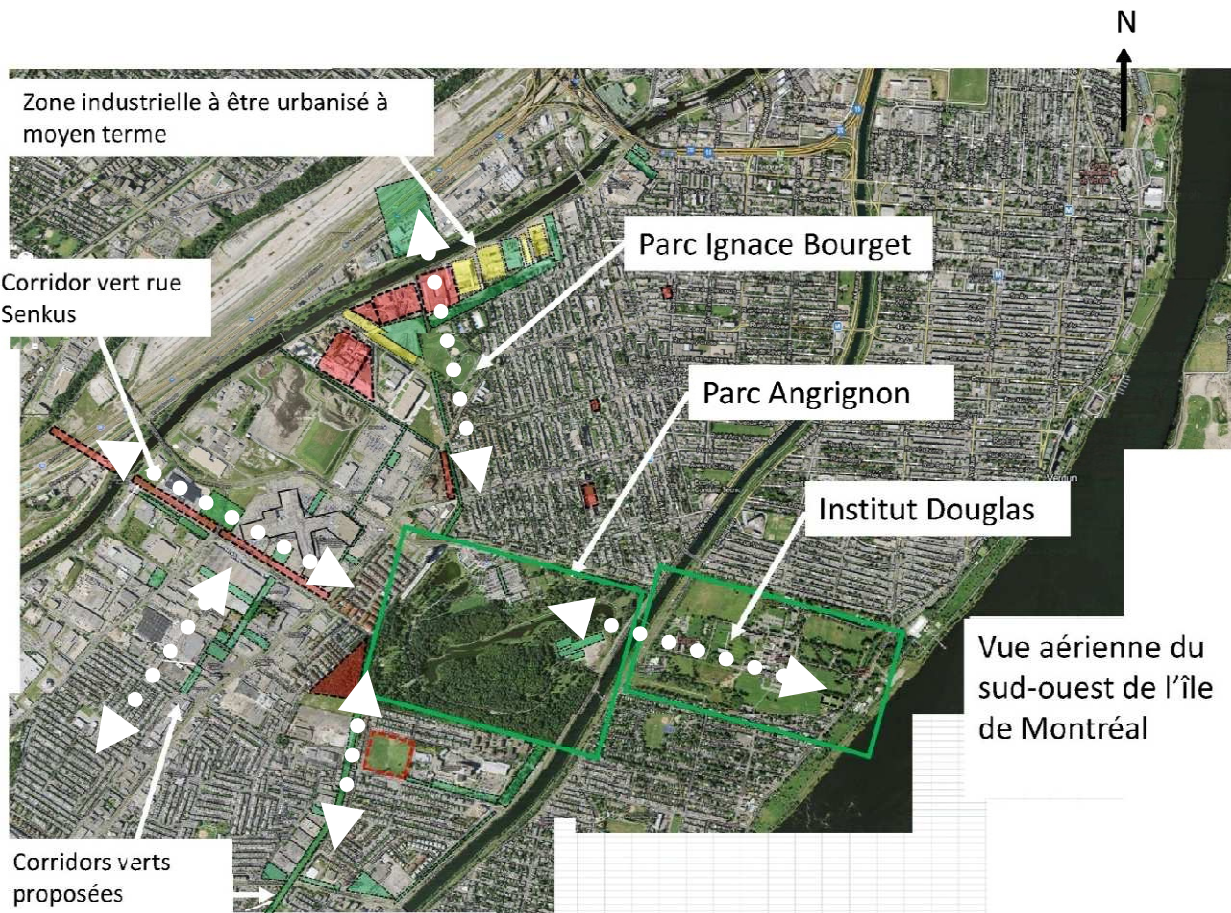 N
Zone industrielle à être urbanisé à
moyen terme
Parc Ignace Bourget
Corridor vert rue
Senkus
Parc Angrignon
Institut Douglas
Verdun
Vue aérienne du
sud-ouest de l'île
de Montréal
Corridors verts
proposées